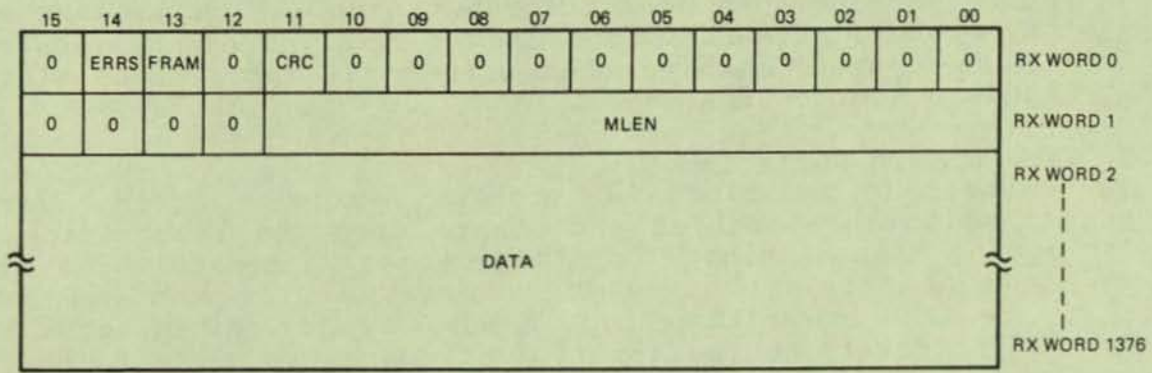 15 14 13 12 11 10 09 08 07 06 05 04 03 02 01 00
0 ERRS FRAM 0 CRC 0 0 0 0 0 0 0 0 0 0 0 RX WORD 0
0 0 0 0 MLEN RX WORD 1
RX WORD 2
DATA
RX WORD 1376